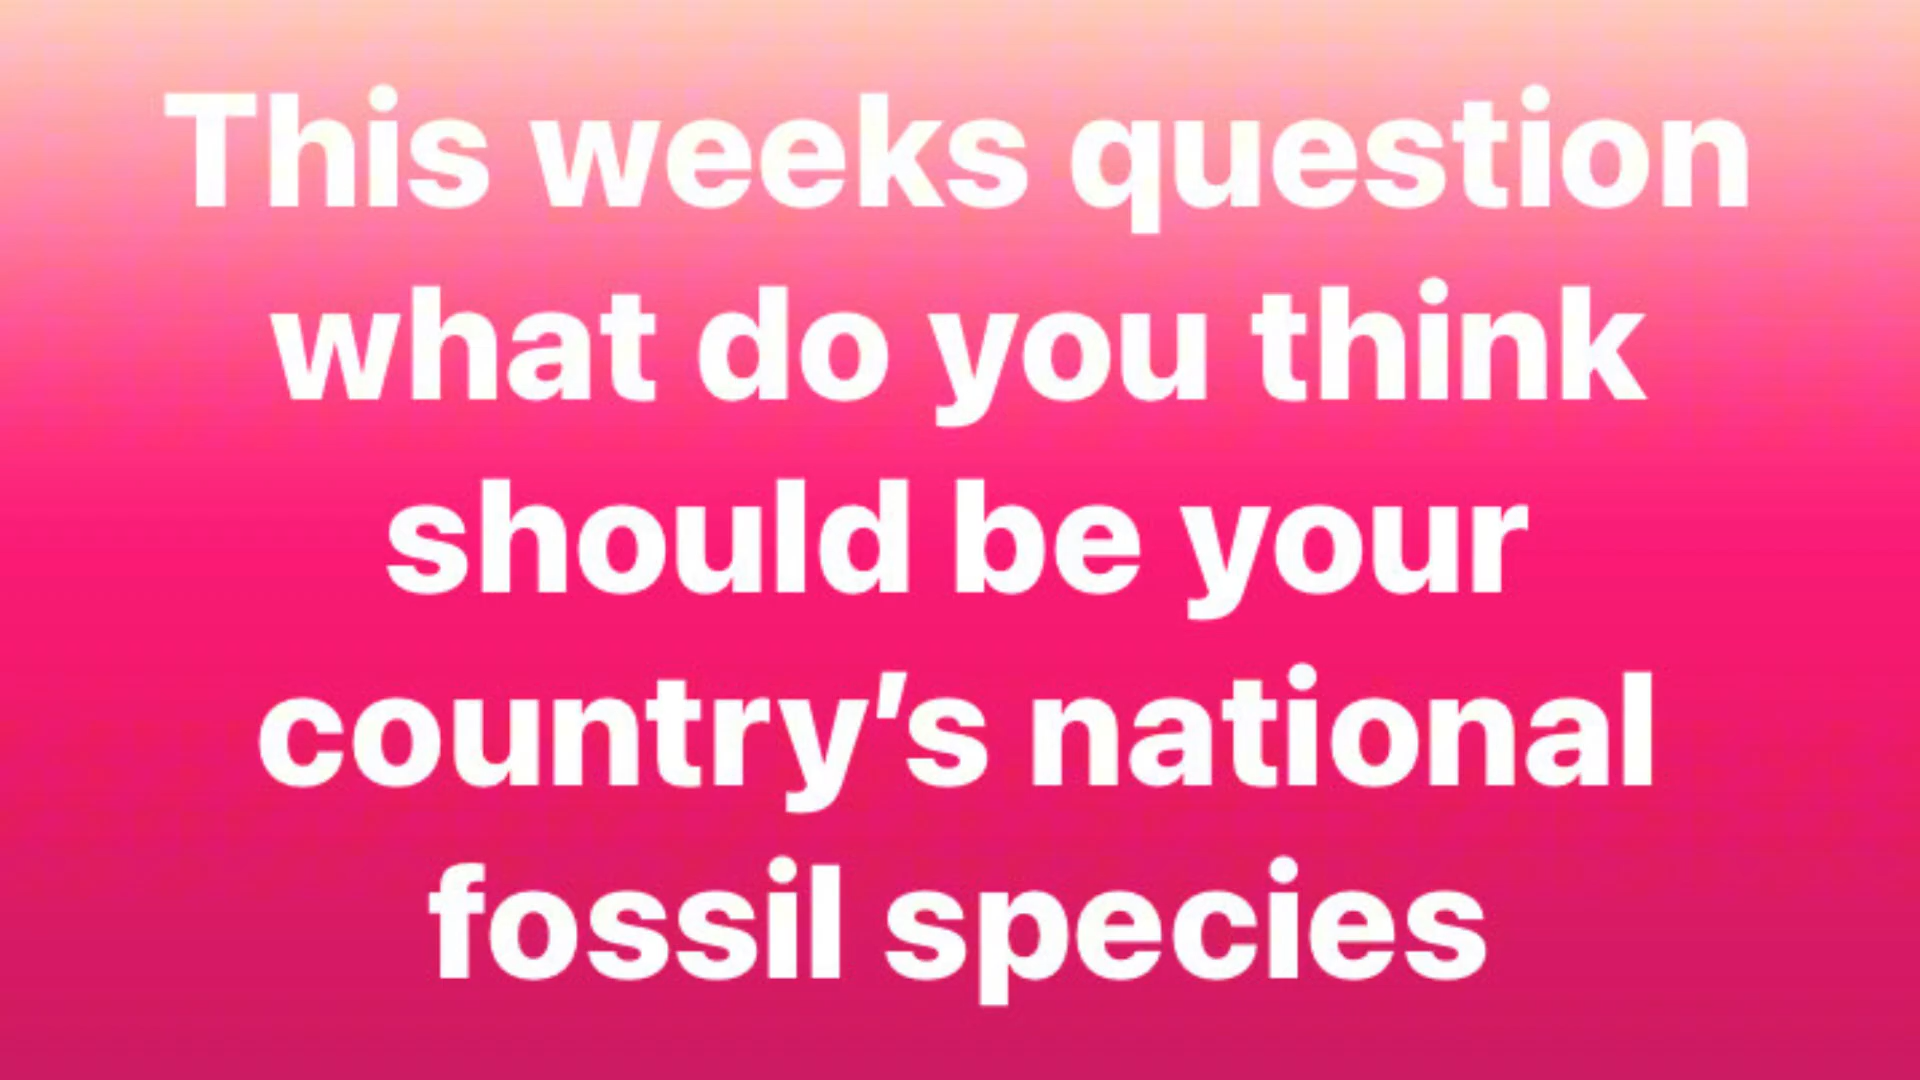 This weeks question
what do you think
should be your
country’s national
fossil species